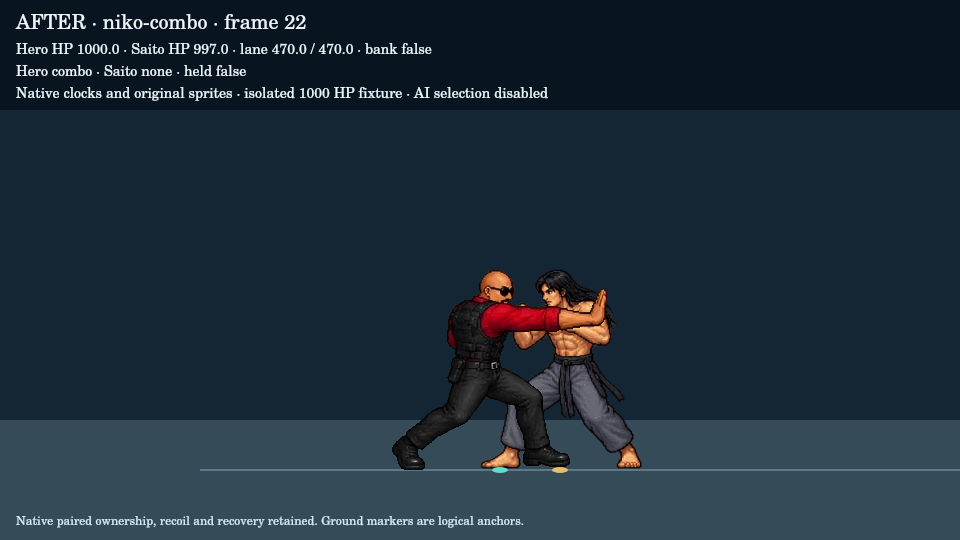 AFTER · niko-combo · frame 22
Hero HP 1000.0 · Saito HP 997.0 · lane 470.0 / 470.0 · bank false
Hero combo · Saito none · held false
Native clocks and original sprites · isolated 1000 HP fixture · AI selection disabled
Native paired ownership, recoil and recovery retained. Ground markers are logical anchors.